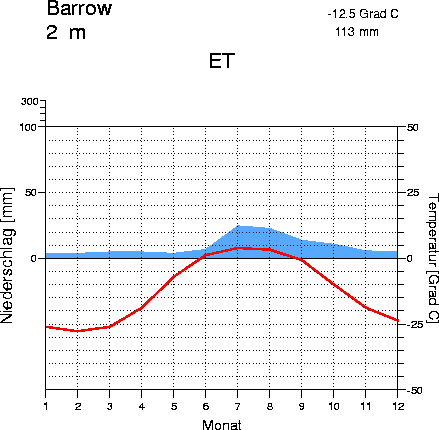 Barrow
-12.5 Grad C
2 m
113 mm
ET
300
100
50
0
50
25
0
-25
-50
Niederschlag [mm]
Temperatur [Grad C]
1 2 3 4 5 6 7 8 9 10 11 12
Monat